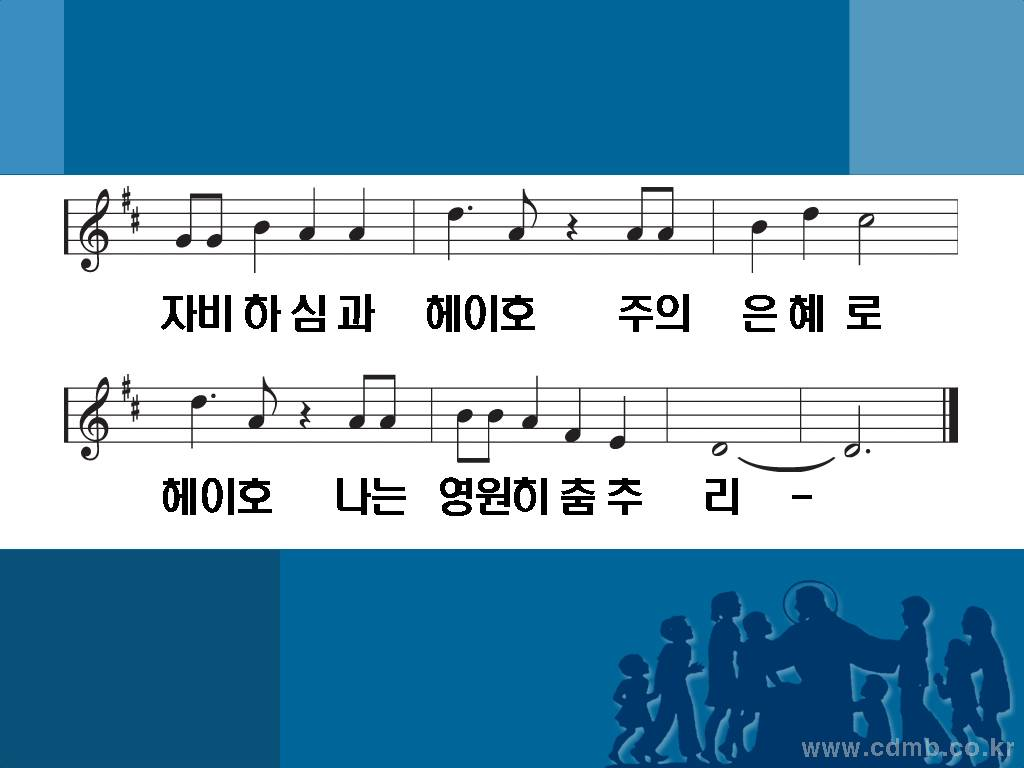 자비 하 심 과 헤이호 주의 은 혜 로
헤이호 나는 영원히 춤 추 리 -
www.cdmb.co.kr